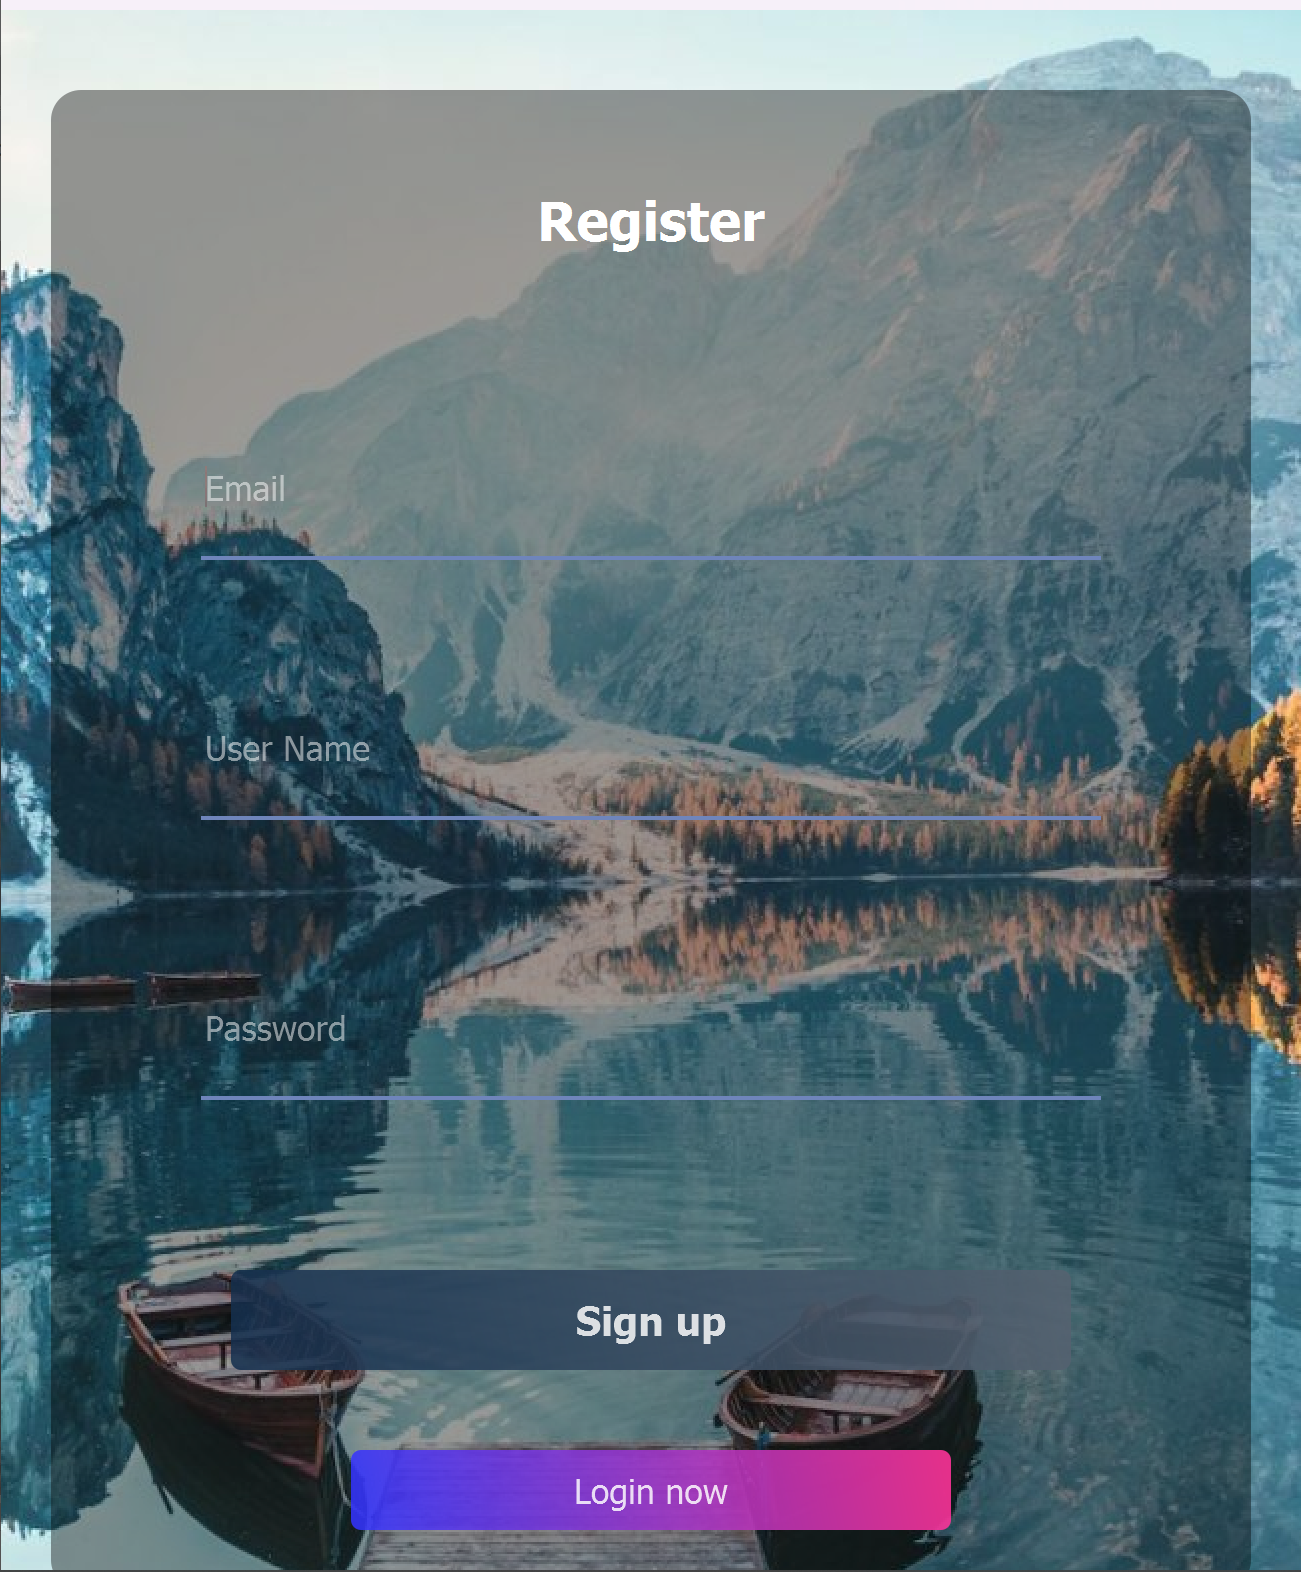 Register
Email
User Name
Password
Sign up
Login now